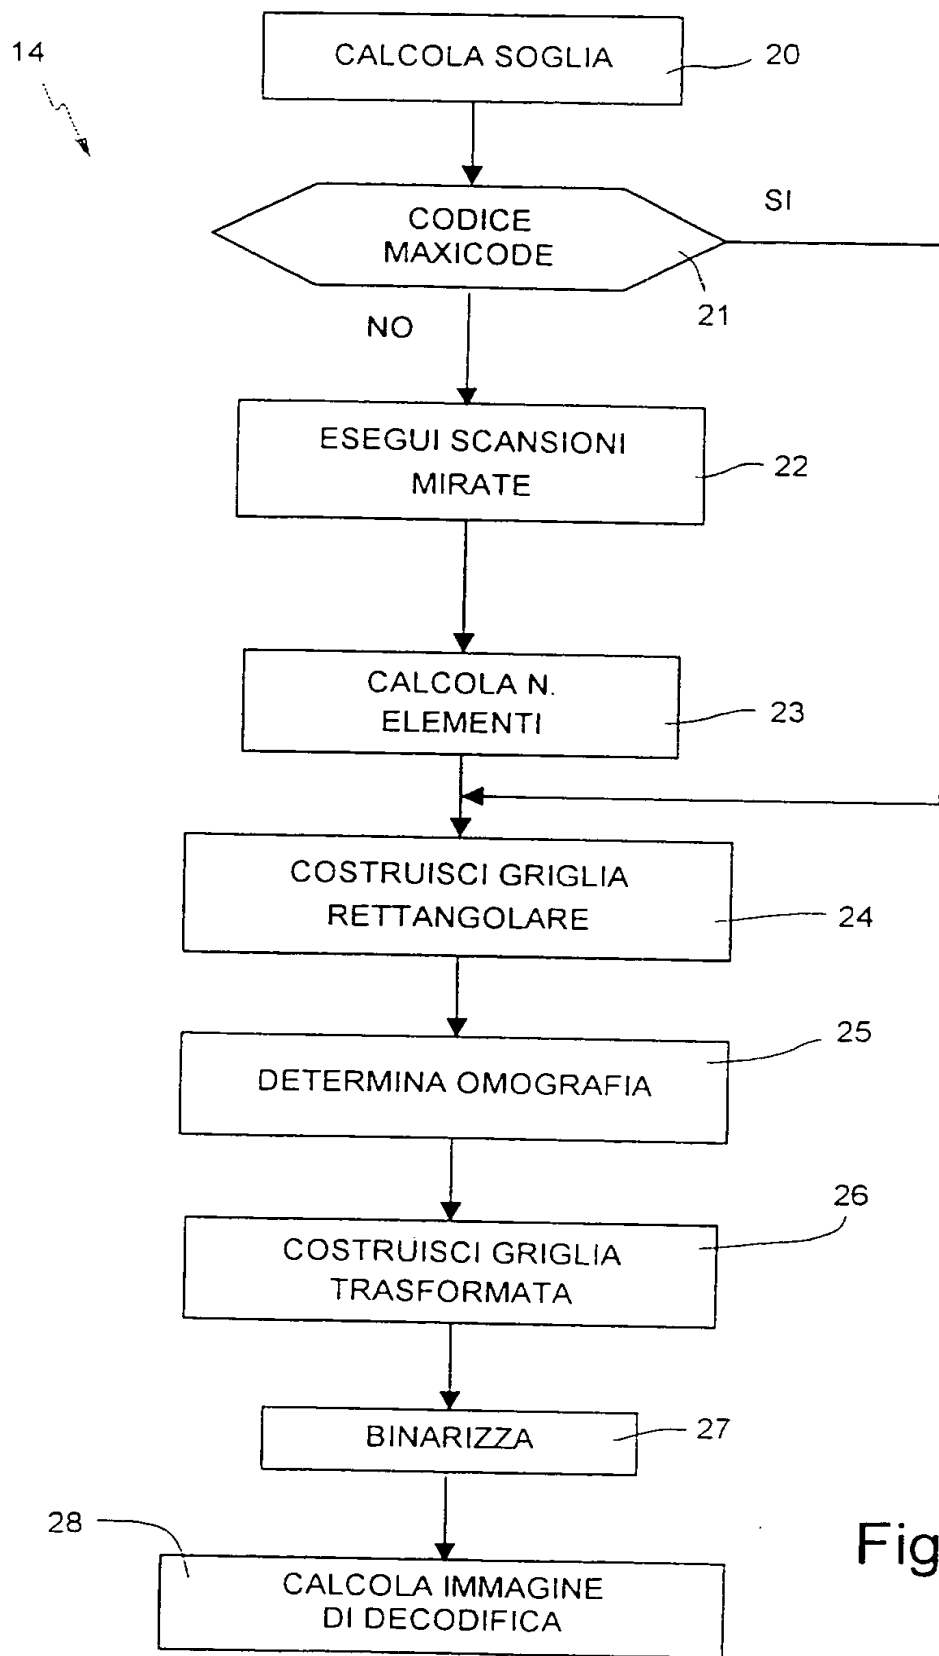 14
CALCOLA SOGLIA
20
CODICE
MAXICODE
SI
21
NO
ESEGUI SCANSIONI
MIRATE
22
CALCOLA N.
ELEMENTI
23
COSTRUISCI GRIGLIA
RETTANGOLARE
24
DETERMINA OMOGRAFIA
25
COSTRUISCI GRIGLIA
TRASFORMATA
26
BINARIZZA
27
28
CALCOLA IMMAGINE
DI DECODIFICA
Fig